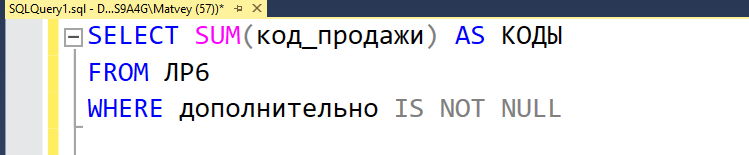 SQLQuery1.sql - D...S9A4G\Matvey (57))*
SELECT SUM(код_продажи) AS КОДЫ
FROM ЛР6
WHERE дополнительно IS NOT NULL